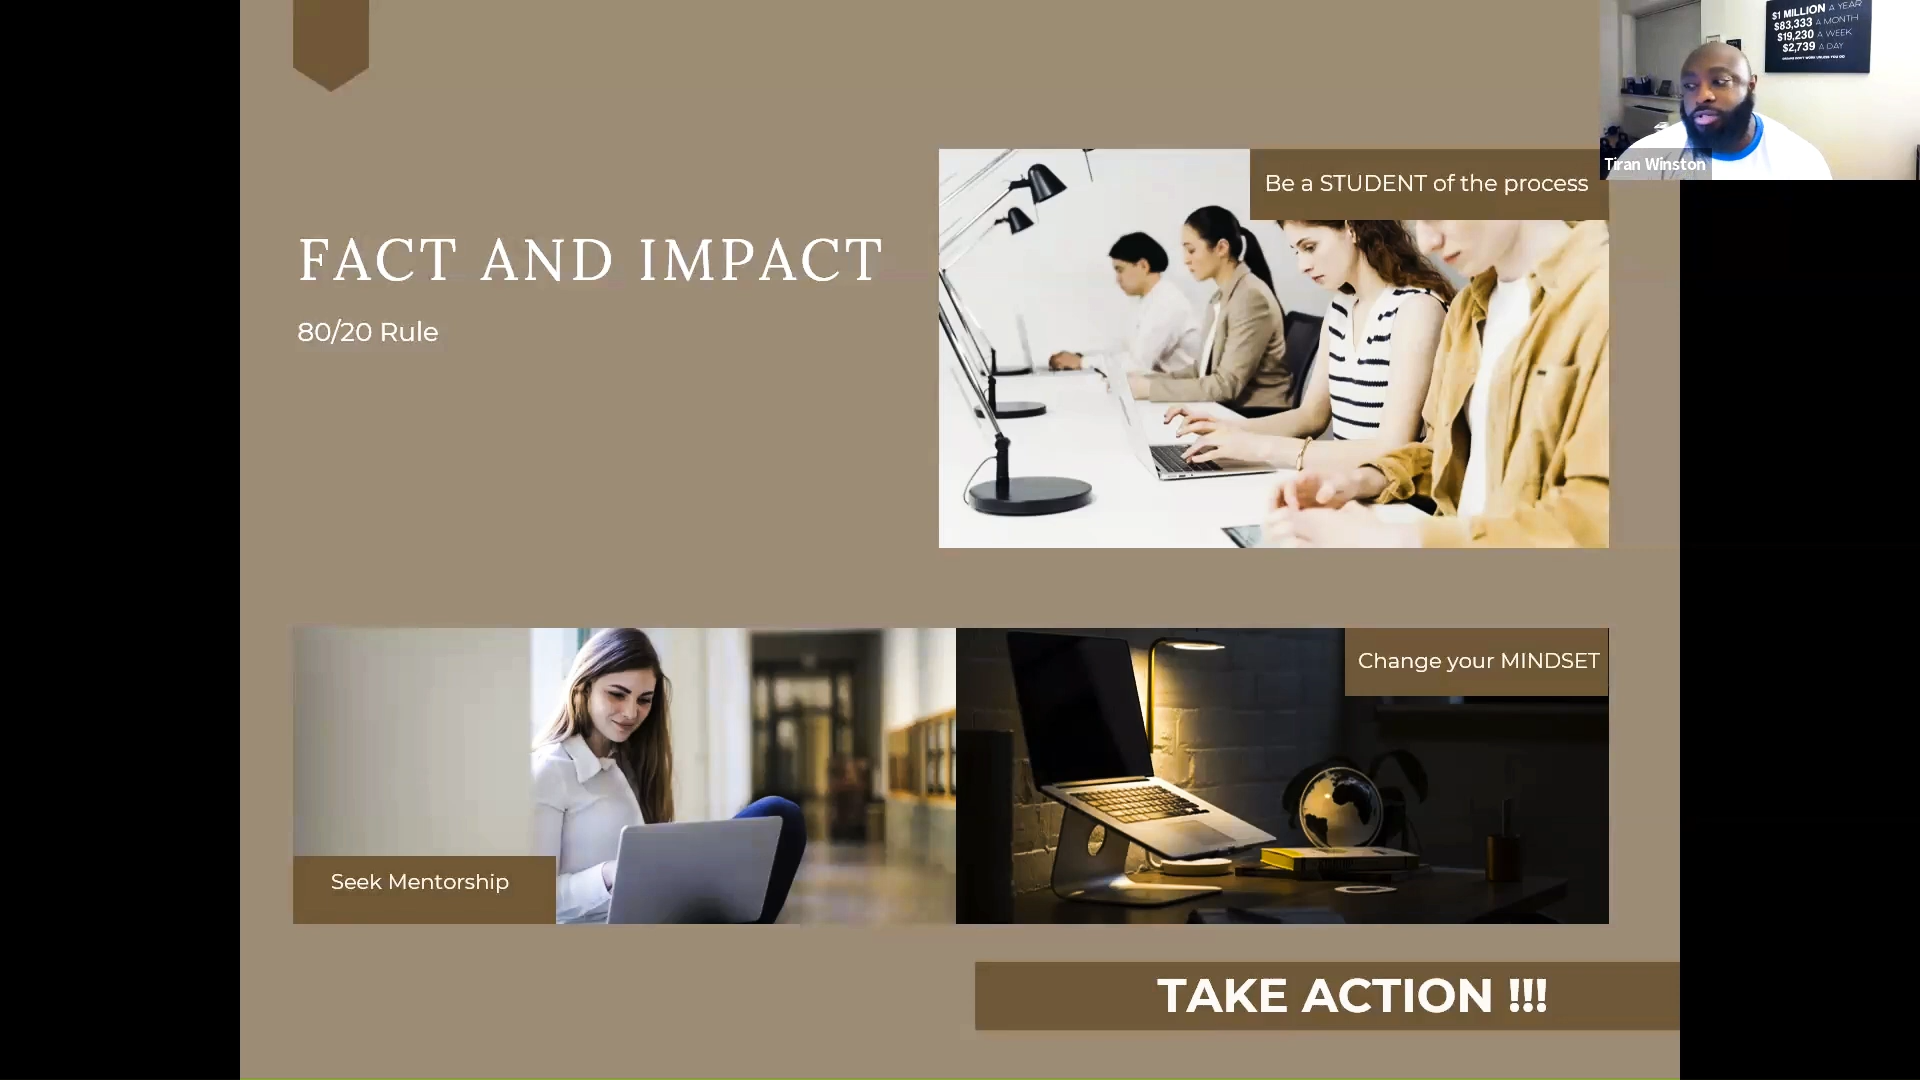 $1 MILLION A YEAR
$83,333 A MONTH
$19,230 A WEEK
$2,739 A DAY
Tiran Winston
Be a STUDENT of the process
FACT AND IMPACT
80/20 Rule
Change your MINDSET
Seek Mentorship
TAKE ACTION !!!